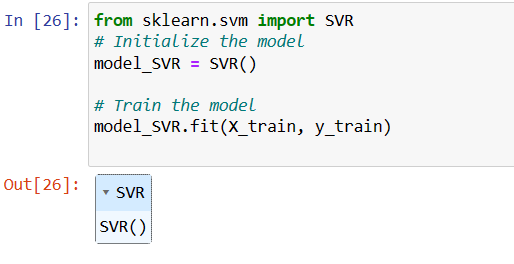 In [26]: from sklearn.svm import SVR
# Initialize the model
model_SVR = SVR()
# Train the model
model_SVR.fit(X_train, y_train)
Out[26]:
▾ SVR
SVR()